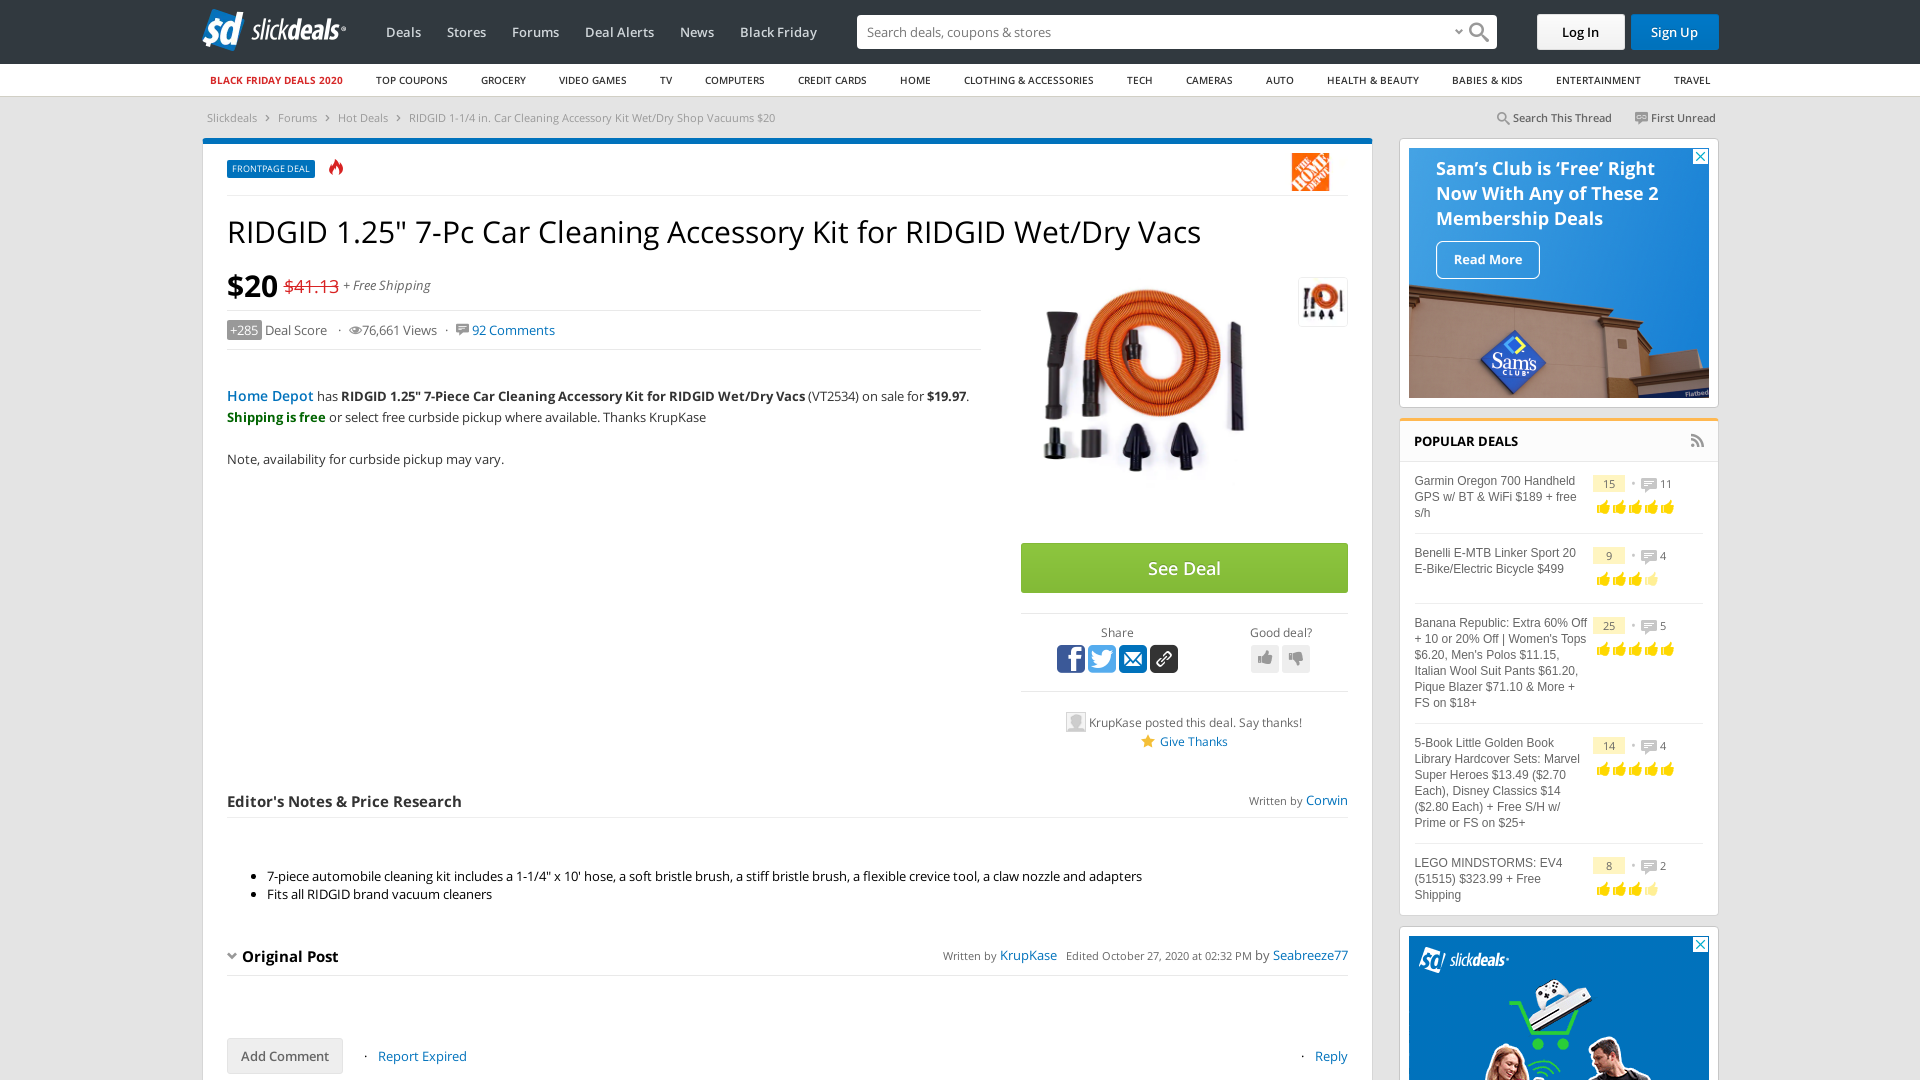 slickdeals
Deals
Stores
Forums
Deal Alerts
News
Black Friday
Search deals, coupons & stores
Log In
Sign Up
BLACK FRIDAY DEALS 2020
TOP COUPONS
GROCERY
VIDEO GAMES
TV
COMPUTERS
CREDIT CARDS
HOME
CLOTHING & ACCESSORIES
TECH
CAMERAS
AUTO
HEALTH & BEAUTY
BABIES & KIDS
ENTERTAINMENT
TRAVEL
Slickdeals > Forums > Hot Deals > RIDGID 1-1/4 in. Car Cleaning Accessory Kit Wet/Dry Shop Vacuums $20
Search This Thread
First Unread
FRONTPAGE DEAL
THE HOME DEPOT
RIDGID 1.25" 7-Pc Car Cleaning Accessory Kit for RIDGID Wet/Dry Vacs
$20 $41.13 + Free Shipping
+285 Deal Score · 76,661 Views · 92 Comments
Home Depot has RIDGID 1.25" 7-Piece Car Cleaning Accessory Kit for RIDGID Wet/Dry Vacs (VT2534) on sale for $19.97.
Shipping is free or select free curbside pickup where available. Thanks KrupKase
Note, availability for curbside pickup may vary.
See Deal
Share
Good deal?
KrupKase posted this deal. Say thanks!
Give Thanks
Editor's Notes & Price Research
Written by Corwin
• 7-piece automobile cleaning kit includes a 1-1/4" x 10' hose, a soft bristle brush, a stiff bristle brush, a flexible crevice tool, a claw nozzle and adapters
• Fits all RIDGID brand vacuum cleaners
Original Post
Written by KrupKase Edited October 27, 2020 at 02:32 PM by Seabreeze77
Add Comment · Report Expired
· Reply
Sam's Club is 'Free' Right
Now With Any of These 2
Membership Deals
Read More
Sam's
CLUB
Flatbed
POPULAR DEALS
Garmin Oregon 700 Handheld
GPS w/ BT & WiFi $189 + free
s/h
15 • 11
Benelli E-MTB Linker Sport 20
E-Bike/Electric Bicycle $499
9 • 4
Banana Republic: Extra 60% Off
+ 10 or 20% Off | Women's Tops
$6.20, Men's Polos $11.15,
Italian Wool Suit Pants $61.20,
Pique Blazer $71.10 & More +
FS on $18+
25 • 5
5-Book Little Golden Book
Library Hardcover Sets: Marvel
Super Heroes $13.49 ($2.70
Each), Disney Classics $14
($2.80 Each) + Free S/H w/
Prime or FS on $25+
14 • 4
LEGO MINDSTORMS: EV4
(51515) $323.99 + Free
Shipping
8 • 2
slickdeals